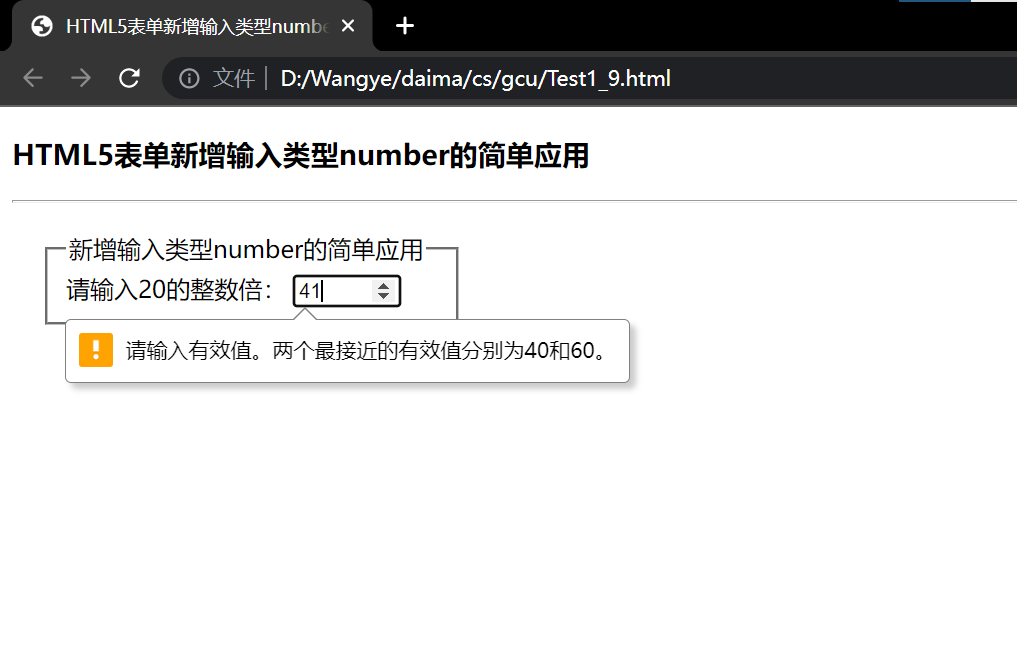 HTML5表单新增输入类型numb
文件 D:/Wangye/daima/cs/gcu/Test1_9.html
HTML5表单新增输入类型number的简单应用
新增输入类型number的简单应用
请输入20的整数倍： 41
请输入有效值。两个最接近的有效值分别为40和60。